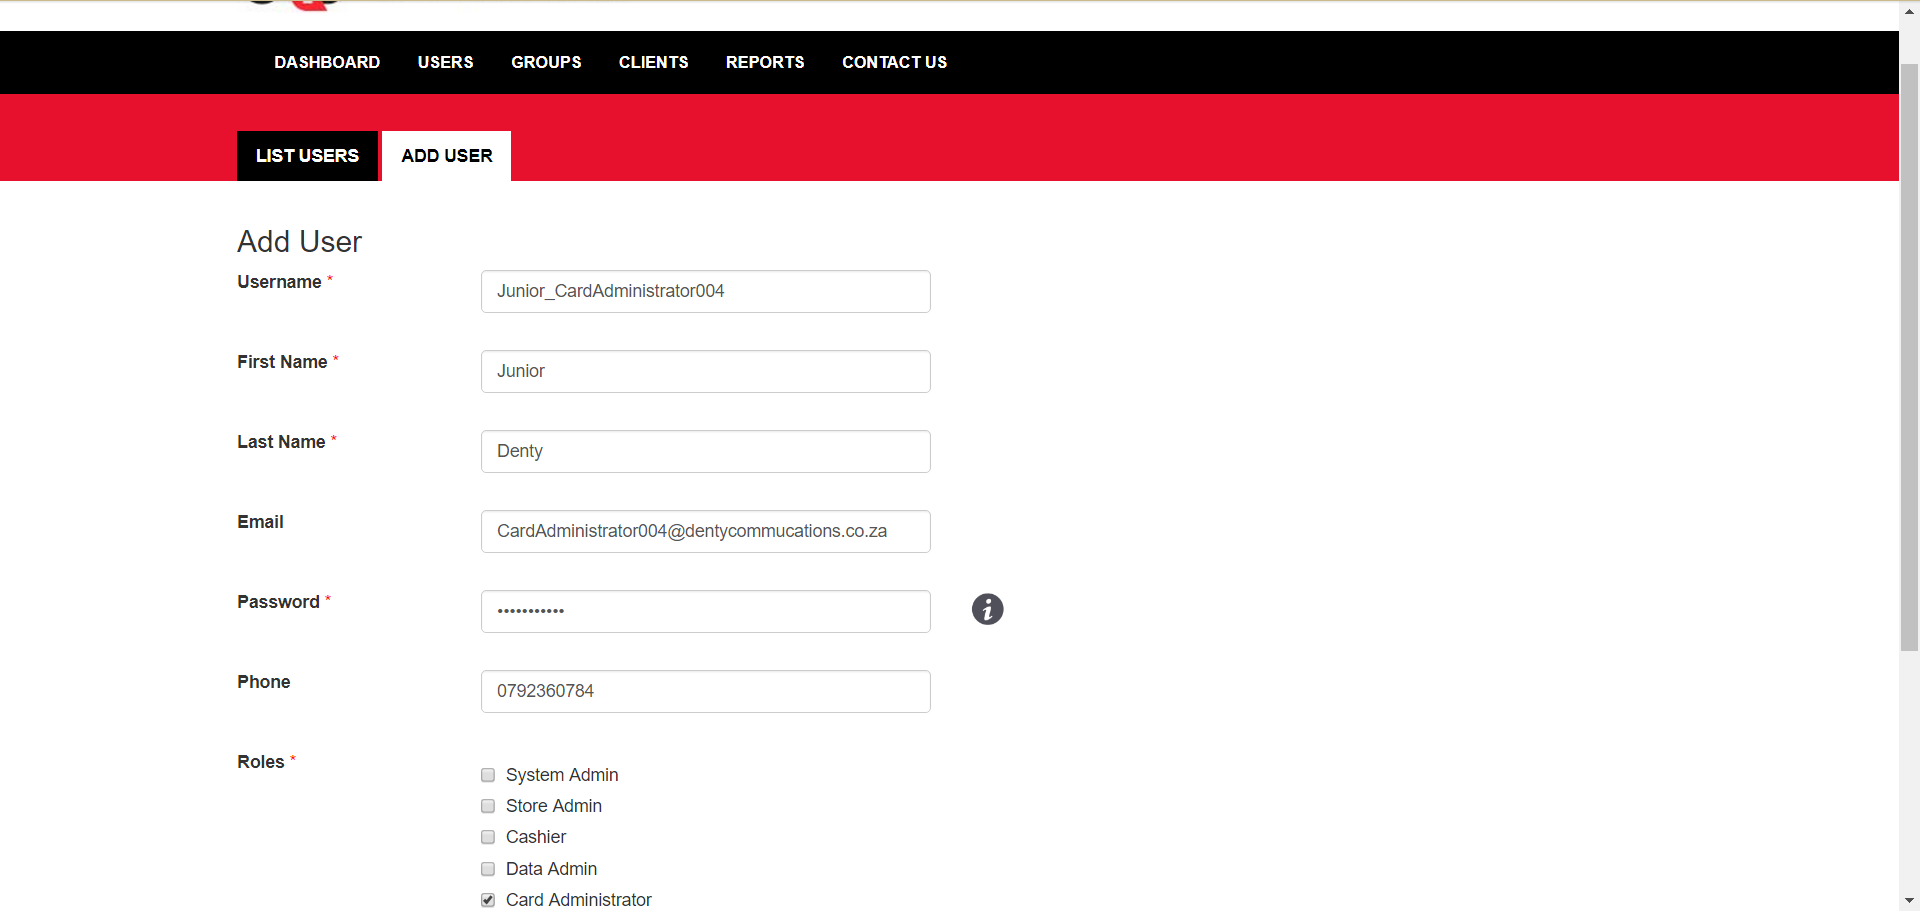 DASHBOARD USERS GROUPS CLIENTS REPORTS CONTACT US
LIST USERS ADD USER
Add User
Username * Junior_CardAdministrator004
First Name * Junior
Last Name * Denty
Email CardAdministrator004@dentycommucations.co.za
Password * •••••••••••
Phone 0792360784
Roles *
System Admin
Store Admin
Cashier
Data Admin
Card Administrator